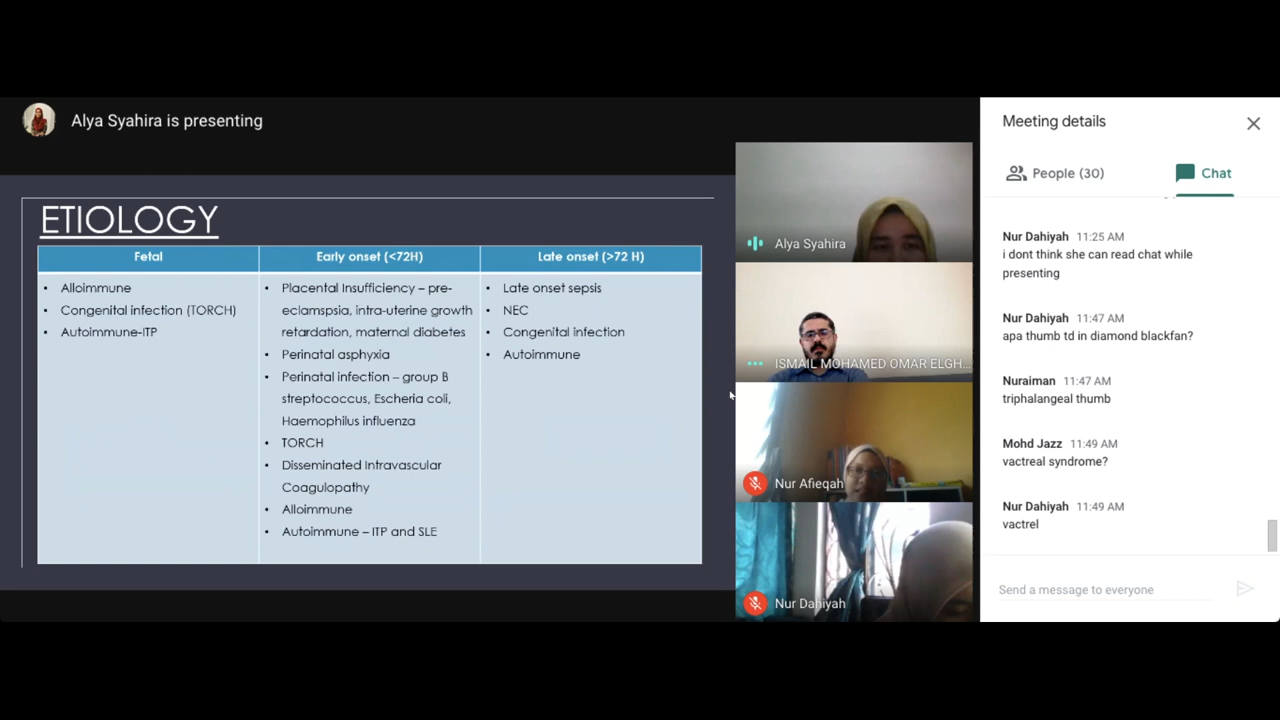 Alya Syahira is presenting
ETIOLOGY
Fetal
Alloimmune
Congenital infection (TORCH)
Autoimmune-ITP
Early onset (<72H)
Placental Insufficiency – pre-
eclamspsia, intra-uterine growth
retardation, maternal diabetes
Perinatal asphyxia
Perinatal infection – group B
streptococcus, Escheria coli,
Haemophilus influenza
TORCH
Disseminated Intravascular
Coagulopathy
Alloimmune
Autoimmune – ITP and SLE
Late onset (>72 H)
Late onset sepsis
NEC
Congenital infection
Autoimmune
Alya Syahira
ISMAIL MOHAMED OMAR ELGH...
Nur Afieqah
Nur Dahiyah
Meeting details
People (30)
Chat
Nur Dahiyah 11:25 AM
i dont think she can read chat while
presenting
Nur Dahiyah 11:47 AM
apa thumb td in diamond blackfan?
Nuraiman 11:47 AM
triphalangeal thumb
Mohd Jazz 11:49 AM
vactreal syndrome?
Nur Dahiyah 11:49 AM
vactrel
Send a message to everyone